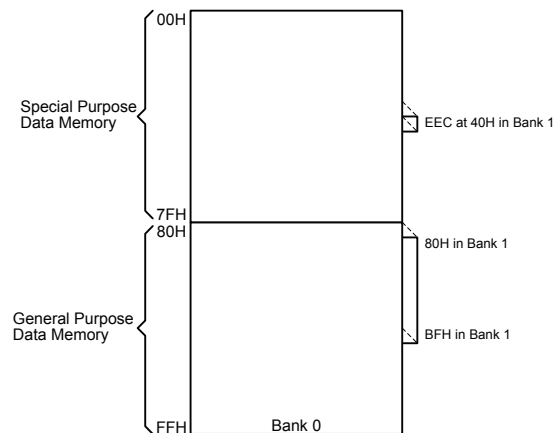 00H
Special Purpose
Data Memory
EEC at 40H in Bank 1
7FH
80H
80H in Bank 1
General Purpose
Data Memory
BFH in Bank 1
FFH
Bank 0